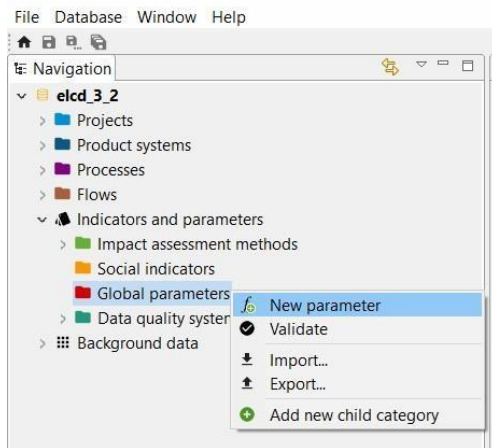 File Database Window Help
Navigation
elcd_3_2
Projects
Product systems
Processes
Flows
Indicators and parameters
Impact assessment methods
Social indicators
Global parameters
New parameter
Data quality syster
Validate
Background data
Import...
Export...
Add new child category